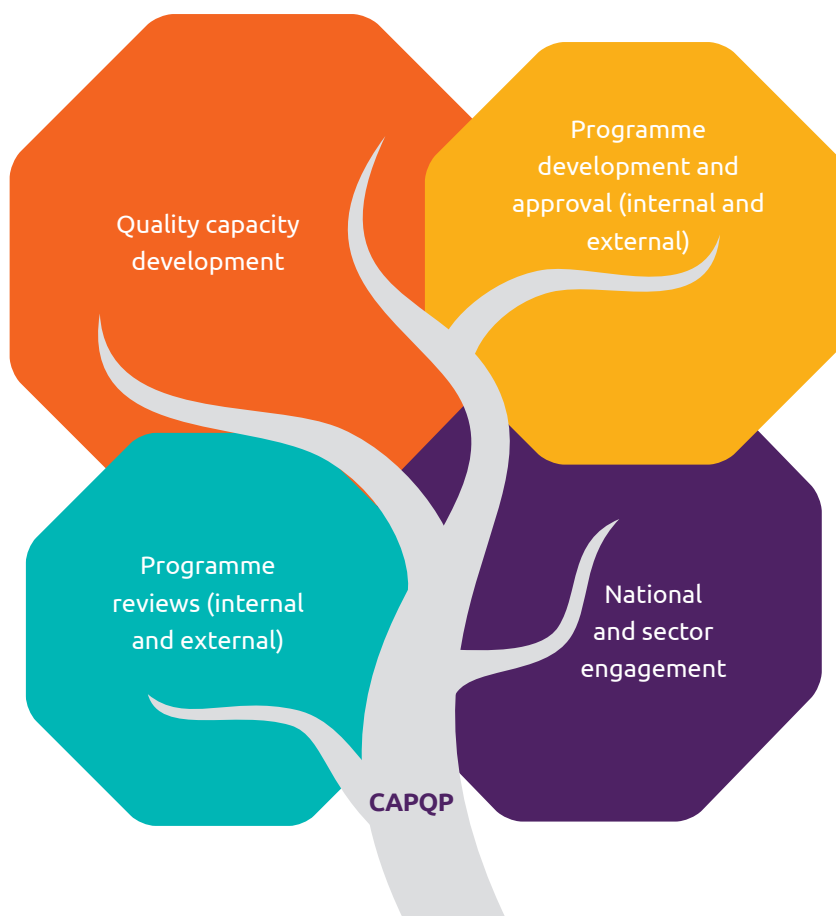 Quality capacity
development
Programme
development and
approval (internal and
external)
Programme
reviews (internal
and external)
National
and sector
engagement
CAPQP